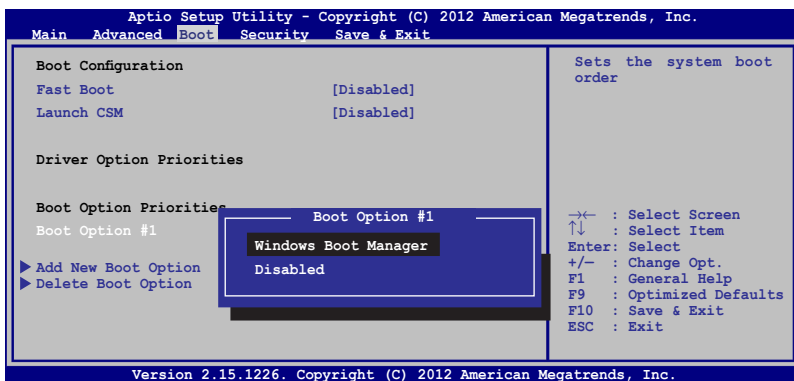 Aptio Setup Utility - Copyright (C) 2012 American Megatrends, Inc.
Main Advanced Boot Security Save & Exit
Boot Configuration
Fast Boot [Disabled]
Launch CSM [Disabled]
Driver Option Priorities
Boot Option Priorities
Boot Option #1
Add New Boot Option
Delete Boot Option
Boot Option #1
Windows Boot Manager
Disabled
Sets the system boot
order
→← : Select Screen
↑↓ : Select Item
Enter: Select
+/— : Change Opt.
F1 : General Help
F9 : Optimized Defaults
F10 : Save & Exit
ESC : Exit
Version 2.15.1226. Copyright (C) 2012 American Megatrends, Inc.